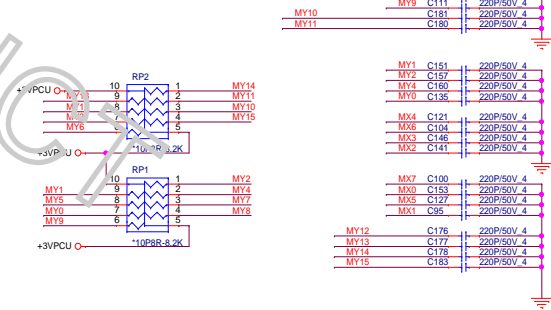 MY9 C111 220P/50V_4
MY10 C181 220P/50V_4
MY11 C180 220P/50V_4
RP2
+3VPCU 10 1 MY14
9 2 MY11
8 3 MY10
4 MY15
MY6 5
+3VPCU
RP1
10 1 MY2
MY1 9 2 MY4
MY5 8 3 MY7
MY0 7 4 MY8
MY9 6 5
+3VPCU *10P8R-8.2K
MY1 C151 220P/50V_4
MY2 C157 220P/50V_4
MY4 C160 220P/50V_4
MY0 C135 220P/50V_4
MX4 C121 220P/50V_4
MX6 C104 220P/50V_4
MX3 C146 220P/50V_4
MX2 C141 220P/50V_4
MX7 C100 220P/50V_4
MX0 C153 220P/50V_4
MX5 C127 220P/50V_4
MX1 C95 220P/50V_4
MY12 C176 220P/50V_4
MY13 C177 220P/50V_4
MY14 C178 220P/50V_4
MY15 C183 220P/50V_4